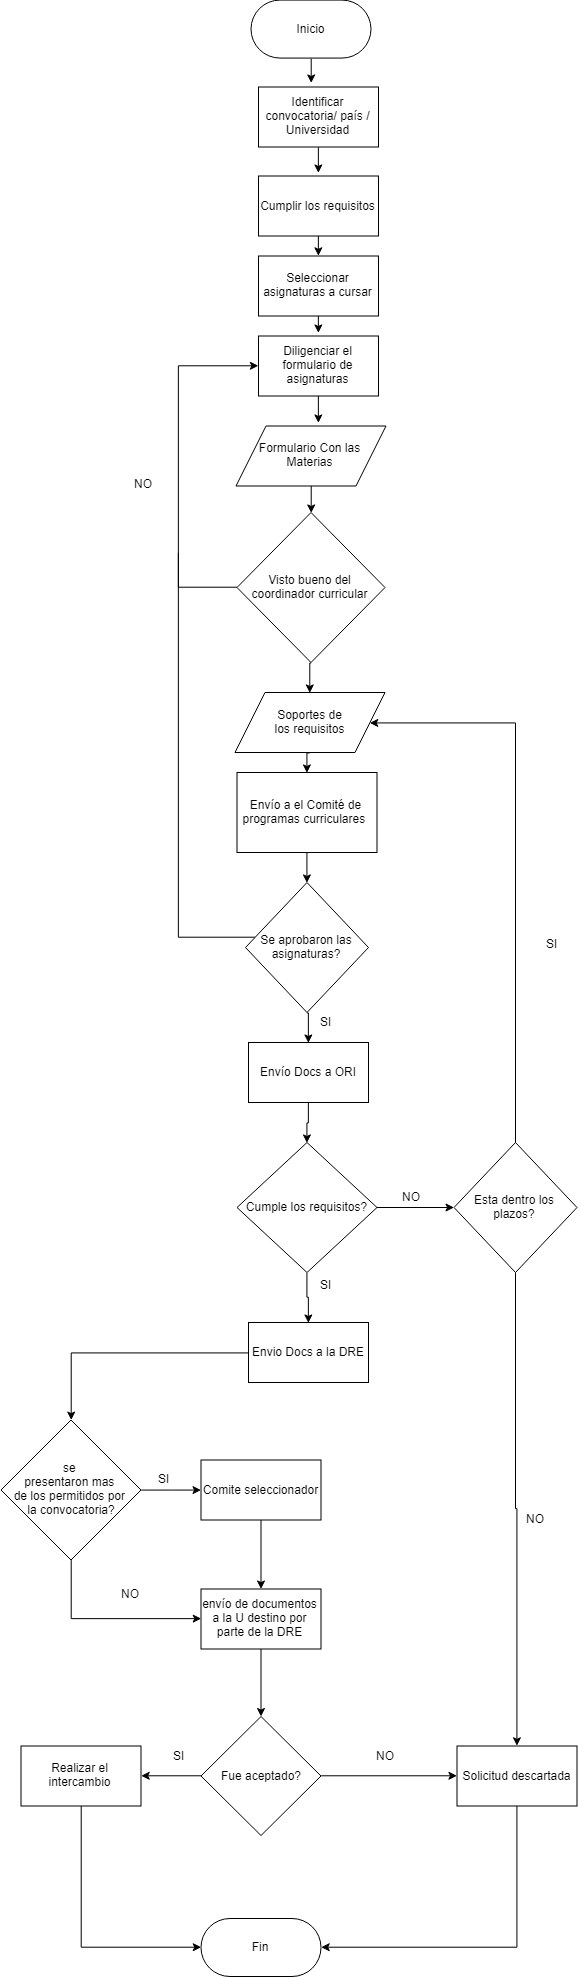 Inicio
Identificar
convocatoria/ país /
Universidad
Cumplir los requisitos
Seleccionar
asignaturas a cursar
Diligenciar el
formulario de
asignaturas
Formulario Con las
Materias
NO
Visto bueno del
coordinador curricular
Soportes de
los requisitos
Envío a el Comité de
programas curriculares
Se aprobaron las
asignaturas?
SI
SI
Envío Docs a ORI
Cumple los requisitos?
NO
Esta dentro los
plazos?
SI
Envio Docs a la DRE
se
presentaron mas
de los permitidos por
la convocatoria?
SI
Comite seleccionador
NO
NO
envío de documentos
a la U destino por
parte de la DRE
Fue aceptado?
SI
NO
Realizar el
intercambio
Solicitud descartada
Fin